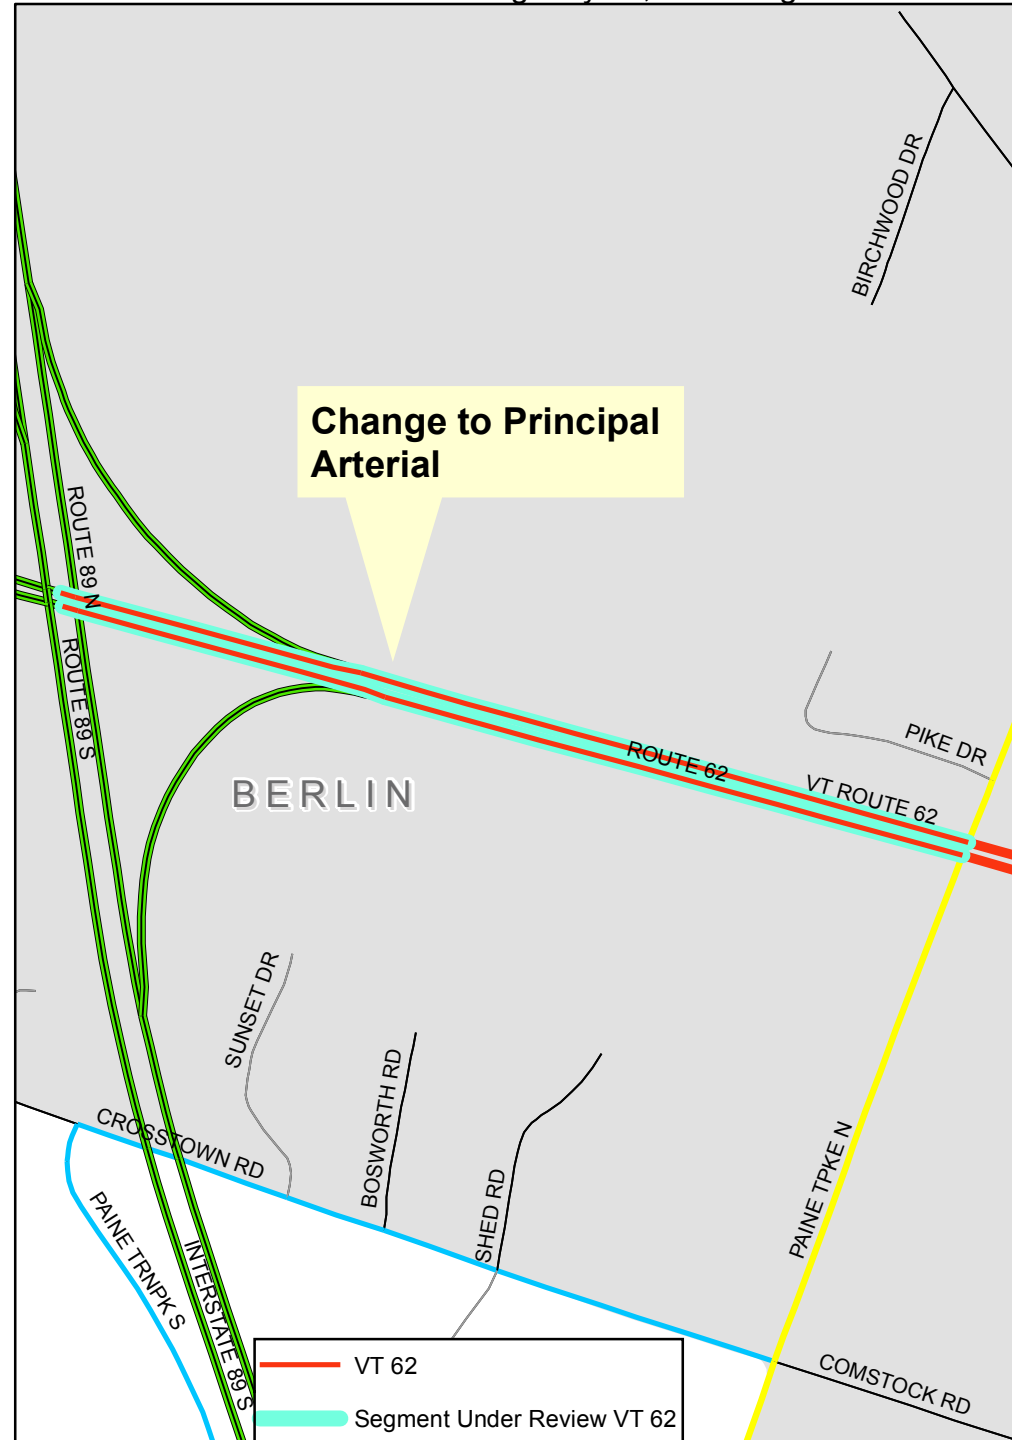 BIRCHWOOD DR
Change to Principal
Arterial
ROUTE 89 N
ROUTE 89 S
ROUTE 62
VT ROUTE 62
PIKE DR
BERLIN
SUNSET DR
BOSWORTH RD
SHED RD
CROSSTOWN RD
PAINE TPKE N
PAINE TRNPK S
INTERSTATE 89 S
COMSTOCK RD
VT 62
Segment Under Review VT 62